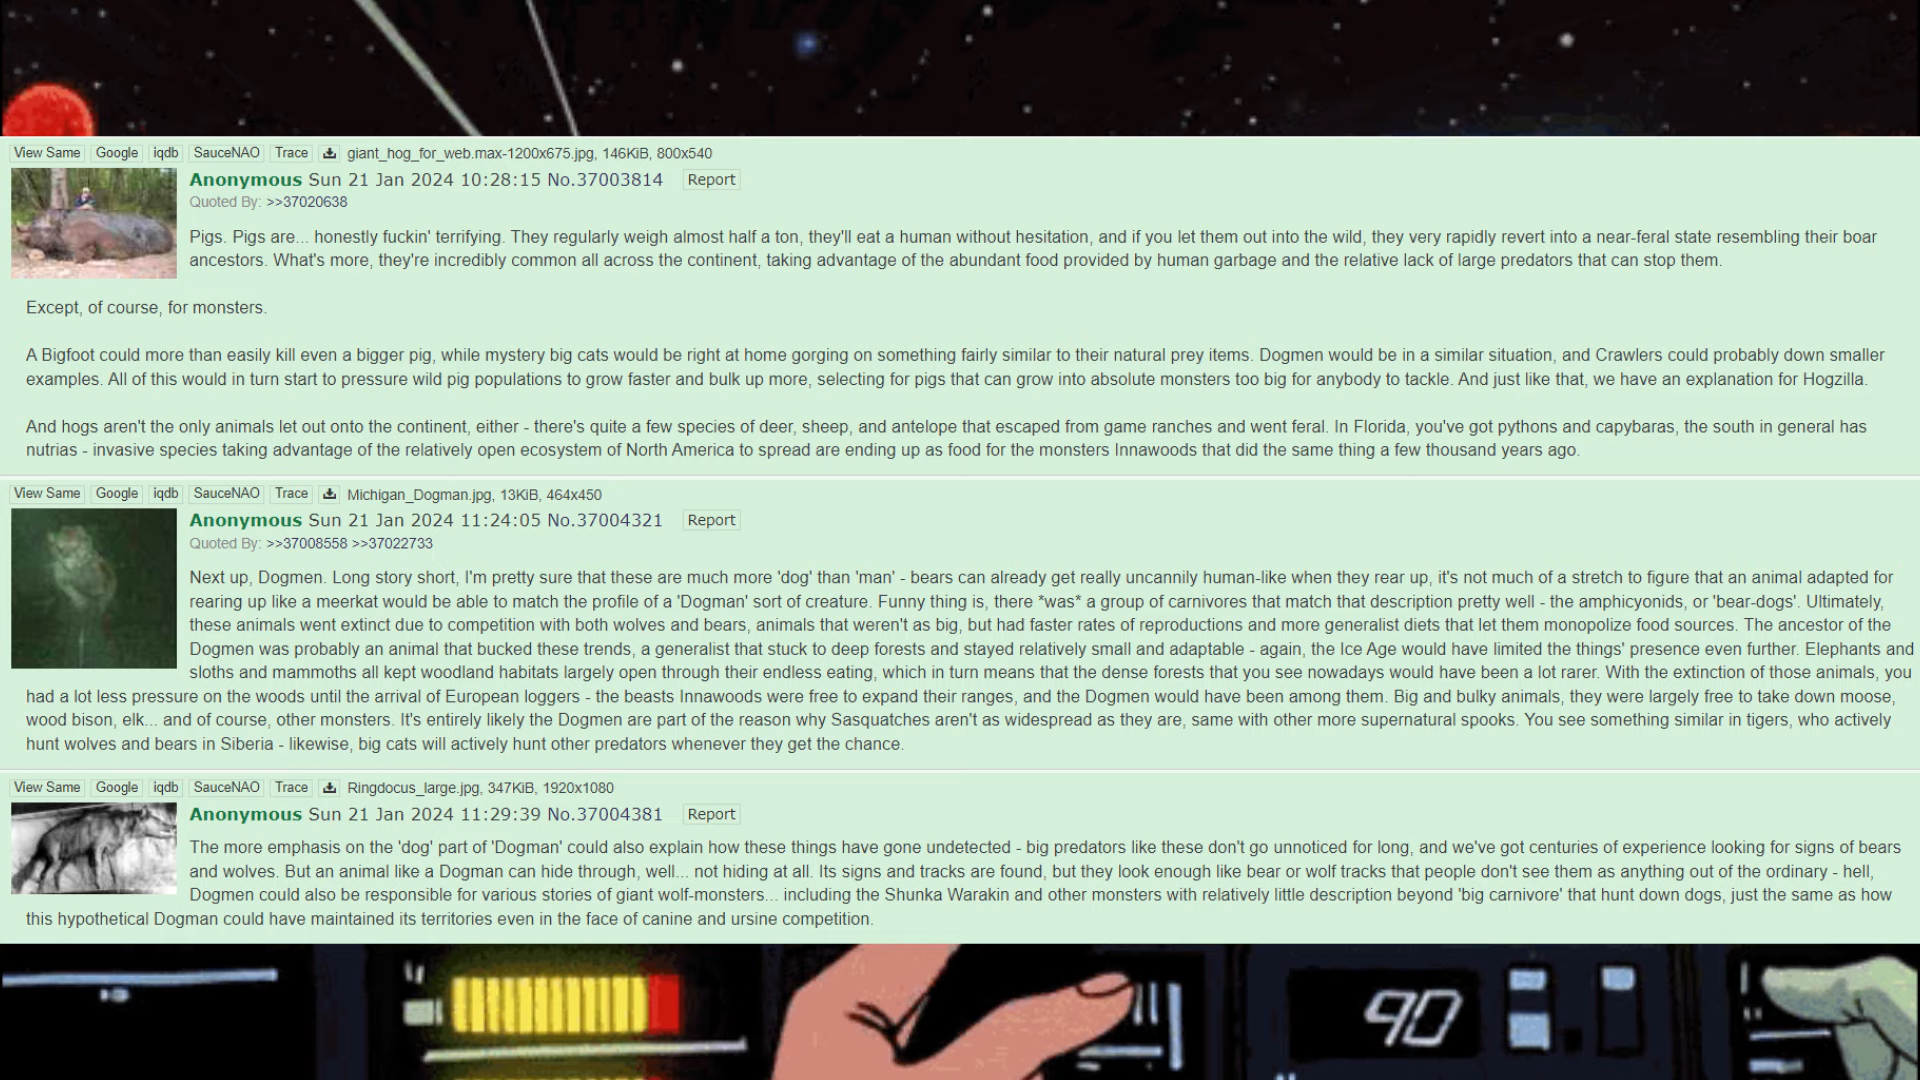 View Same Google iqdb SauceNAO Trace giant_hog_for_web.max-1200x675.jpg, 146KiB, 800x540
Anonymous Sun 21 Jan 2024 10:28:15 No.37003814 Report
Quoted By: >>37020638
Pigs. Pigs are... honestly fuckin' terrifying. They regularly weigh almost half a ton, they'll eat a human without hesitation, and if you let them out into the wild, they very rapidly revert into a near-feral state resembling their boar
ancestors. What's more, they're incredibly common all across the continent, taking advantage of the abundant food provided by human garbage and the relative lack of large predators that can stop them.
Except, of course, for monsters.
A Bigfoot could more than easily kill even a bigger pig, while mystery big cats would be right at home gorging on something fairly similar to their natural prey items. Dogmen would be in a similar situation, and Crawlers could probably down smaller
examples. All of this would in turn start to pressure wild pig populations to grow faster and bulk up more, selecting for pigs that can grow into absolute monsters too big for anybody to tackle. And just like that, we have an explanation for Hogzilla.
And hogs aren't the only animals let out onto the continent, either - there's quite a few species of deer, sheep, and antelope that escaped from game ranches and went feral. In Florida, you've got pythons and capybaras, the south in general has
nutrias - invasive species taking advantage of the relatively open ecosystem of North America to spread are ending up as food for the monsters Innawoods that did the same thing a few thousand years ago.
View Same Google iqdb SauceNAO Trace Michigan_Dogman.jpg, 13KiB, 464x450
Anonymous Sun 21 Jan 2024 11:24:05 No.37004321 Report
Quoted By: >>37008558 >>37022733
Next up, Dogmen. Long story short, I'm pretty sure that these are much more 'dog' than 'man' - bears can already get really uncannily human-like when they rear up, it's not much of a stretch to figure that an animal adapted for
rearing up like a meerkat would be able to match the profile of a 'Dogman' sort of creature. Funny thing is, there *was* a group of carnivores that match that description pretty well - the amphicyonids, or 'bear-dogs'. Ultimately,
these animals went extinct due to competition with both wolves and bears, animals that weren't as big, but had faster rates of reproductions and more generalist diets that let them monopolize food sources. The ancestor of the
Dogmen was probably an animal that bucked these trends, a generalist that stuck to deep forests and stayed relatively small and adaptable - again, the Ice Age would have limited the things' presence even further. Elephants and
sloths and mammoths all kept woodland habitats largely open through their endless eating, which in turn means that the dense forests that you see nowadays would have been a lot rarer. With the extinction of those animals, you
had a lot less pressure on the woods until the arrival of European loggers - the beasts Innawoods were free to expand their ranges, and the Dogmen would have been among them. Big and bulky animals, they were largely free to take down moose,
wood bison, elk... and of course, other monsters. It's entirely likely the Dogmen are part of the reason why Sasquatches aren't as widespread as they are, same with other more supernatural spooks. You see something similar in tigers, who actively
hunt wolves and bears in Siberia - likewise, big cats will actively hunt other predators whenever they get the chance.
View Same Google iqdb SauceNAO Trace Ringdocus_large.jpg, 347KiB, 1920x1080
Anonymous Sun 21 Jan 2024 11:29:39 No.37004381 Report
The more emphasis on the 'dog' part of 'Dogman' could also explain how these things have gone undetected - big predators like these don't go unnoticed for long, and we've got centuries of experience looking for signs of bears
and wolves. But an animal like a Dogman can hide through, well... not hiding at all. Its signs and tracks are found, but they look enough like bear or wolf tracks that people don't see them as anything out of the ordinary - hell,
Dogmen could also be responsible for various stories of giant wolf-monsters... including the Shunka Warakin and other monsters with relatively little description beyond 'big carnivore' that hunt down dogs, just the same as how
this hypothetical Dogman could have maintained its territories even in the face of canine and ursine competition.
90